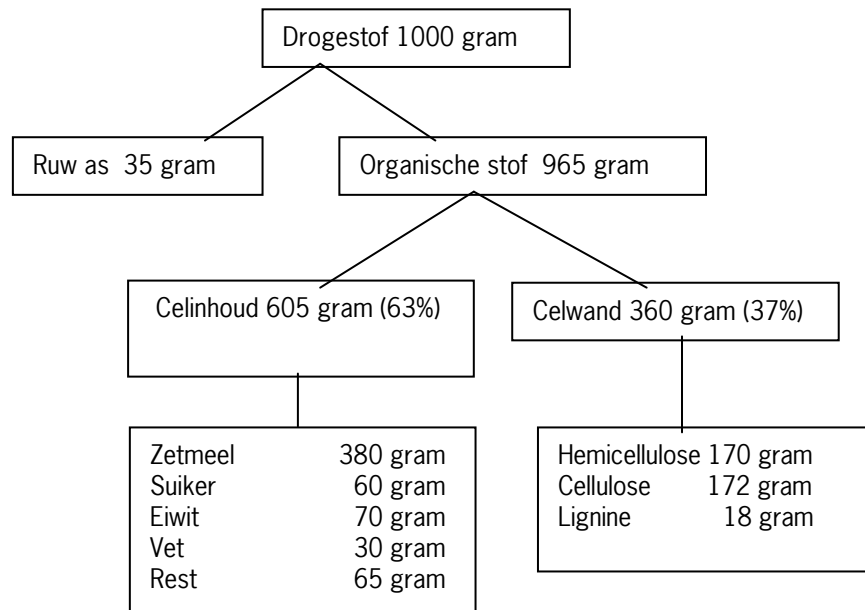 Drogestof 1000 gram
Ruw as 35 gram
Organische stof 965 gram
Celinhoud 605 gram (63%)
Celwand 360 gram (37%)
Zetmeel 380 gram
Suiker 60 gram
Eiwit 70 gram
Vet 30 gram
Rest 65 gram
Hemicellulose 170 gram
Cellulose 172 gram
Lignine 18 gram